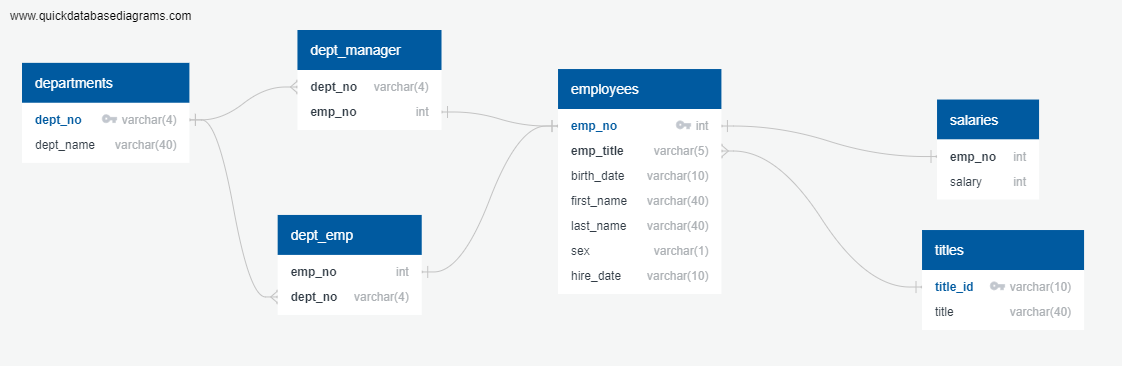 www.quickdatabasediagrams.com
departments
dept_no varchar(4)
dept_name varchar(40)
dept_manager
dept_no varchar(4)
emp_no int
dept_emp
emp_no int
dept_no varchar(4)
employees
emp_no int
emp_title varchar(5)
birth_date varchar(10)
first_name varchar(40)
last_name varchar(40)
sex varchar(1)
hire_date varchar(10)
salaries
emp_no int
salary int
titles
title_id varchar(10)
title varchar(40)